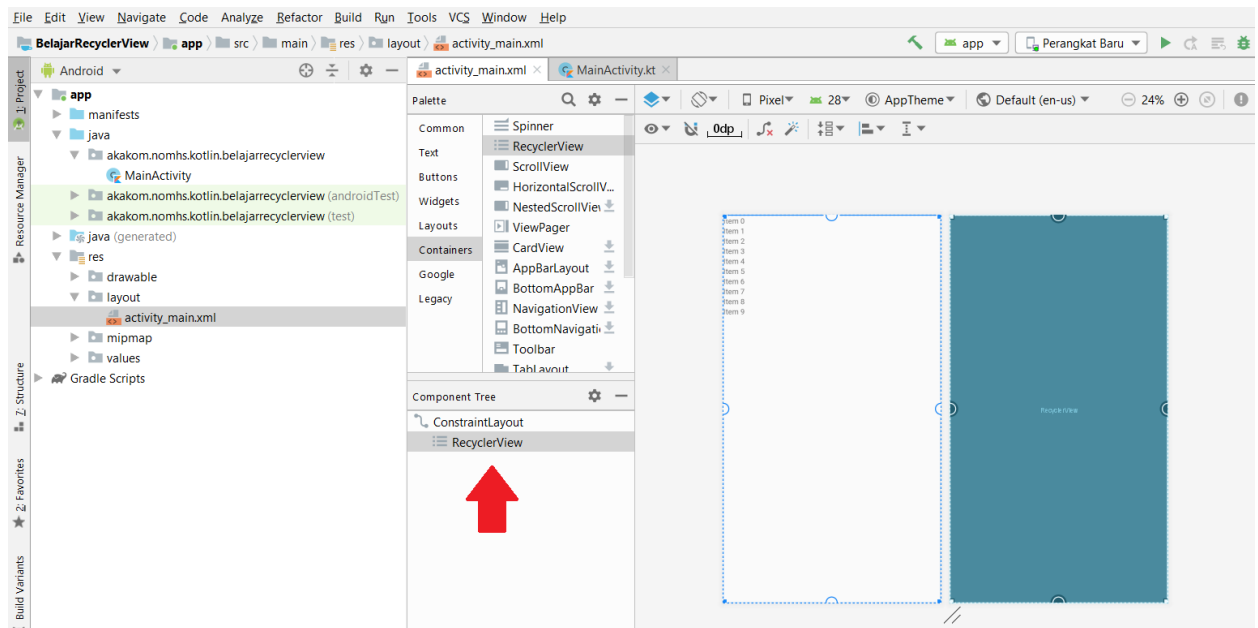 File Edit View Navigate Code Analyze Refactor Build Run Tools VCS Window Help
BelajarRecyclerView app src main res layout activity_main.xml
app Perangkat Baru
1: Project
Resource Manager
7: Structure
2: Favorites
Build Variants
Android
app
manifests
java
akakom.nomhs.kotlin.belajarrecyclerview
MainActivity
akakom.nomhs.kotlin.belajarrecyclerview (androidTest)
akakom.nomhs.kotlin.belajarrecyclerview (test)
java (generated)
res
drawable
layout
activity_main.xml
mipmap
values
Gradle Scripts
activity_main.xml MainActivity.kt
Palette
Common
Text
Buttons
Widgets
Layouts
Containers
Google
Legacy
Spinner
RecyclerView
ScrollView
HorizontalScrollV...
NestedScrollView
ViewPager
CardView
AppBarLayout
BottomAppBar
NavigationView
BottomNavigati
Toolbar
TabLayout
Component Tree
ConstraintLayout
RecyclerView
Pixel 28 AppTheme Default (en-us) 24%
0dp
Item 0
Item 1
Item 2
Item 3
Item 4
Item 5
Item 6
Item 7
Item 8
Item 9
RecyclerView